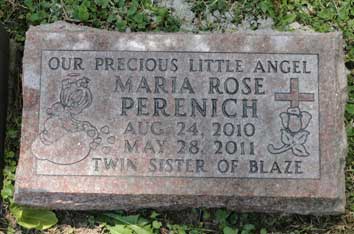 OUR PRECIOUS LITTLE ANGEL
MARIA ROSE
PERENICH
AUG. 24, 2010
MAY 28, 2011
TWIN SISTER OF BLAZE